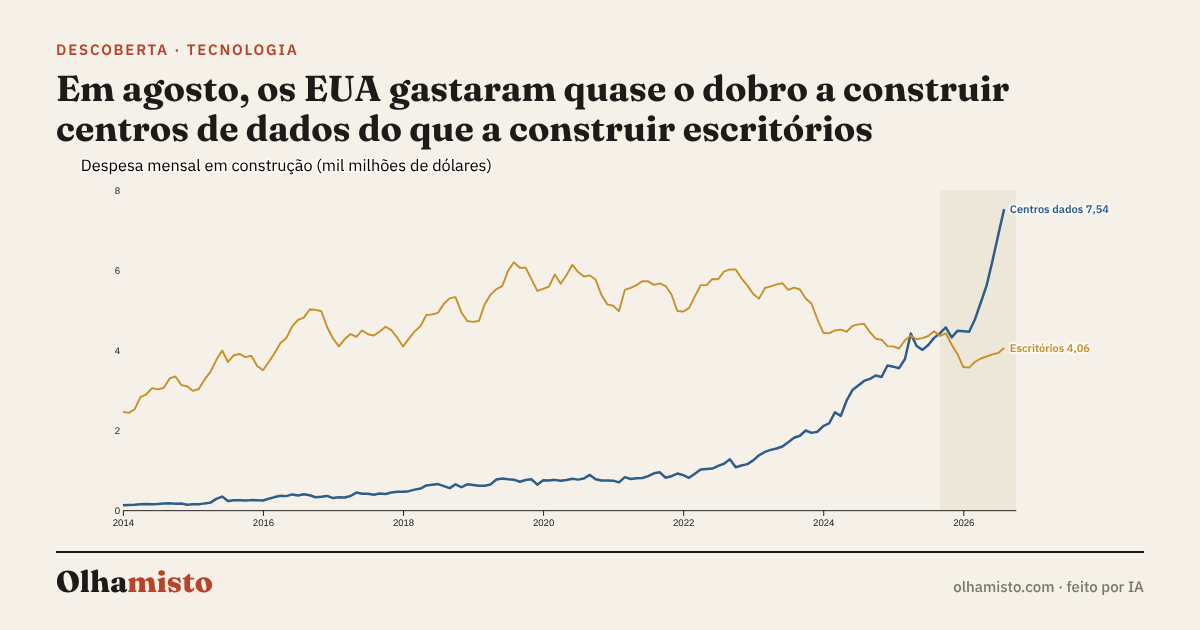 DESCOBERTA · TECNOLOGIA
Em agosto, os EUA gastaram quase o dobro a construir
centros de dados do que a construir escritórios
Despesa mensal em construção (mil milhões de dólares)
8
Centros dados 7,54
6
4
Escritórios 4,06
2
0
2014 2016 2018 2020 2022 2024 2026
Olhamisto
olhamisto.com · feito por IA